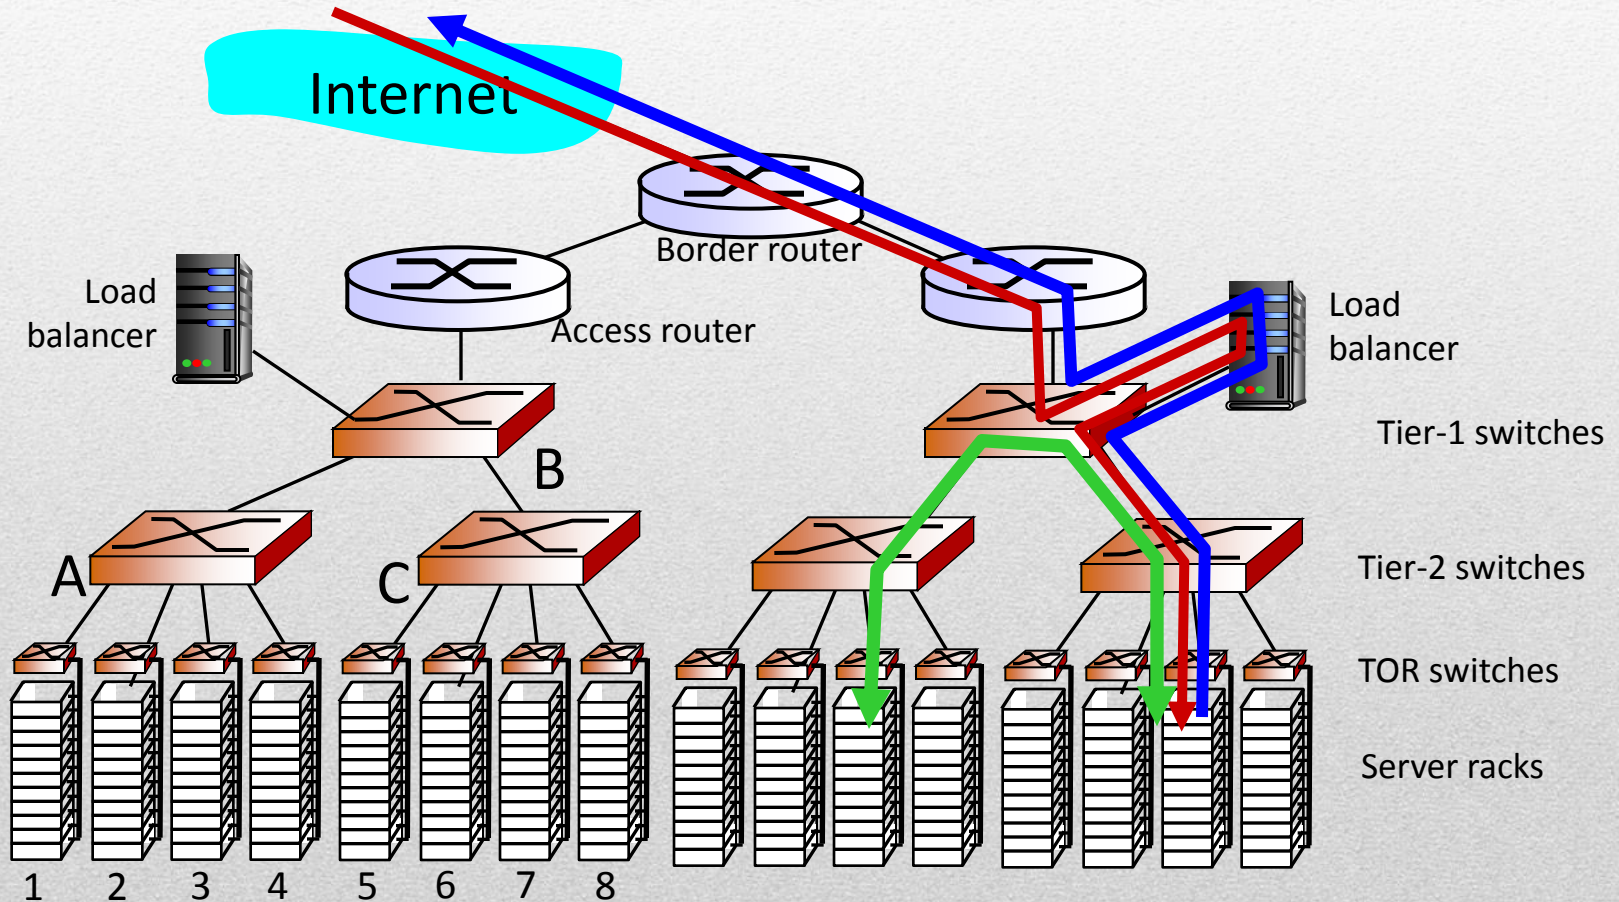 Internet
Border router
Load
balancer
Access router
Load
balancer
Tier-1 switches
B
A
C
Tier-2 switches
TOR switches
Server racks
1 2 3 4 5 6 7 8